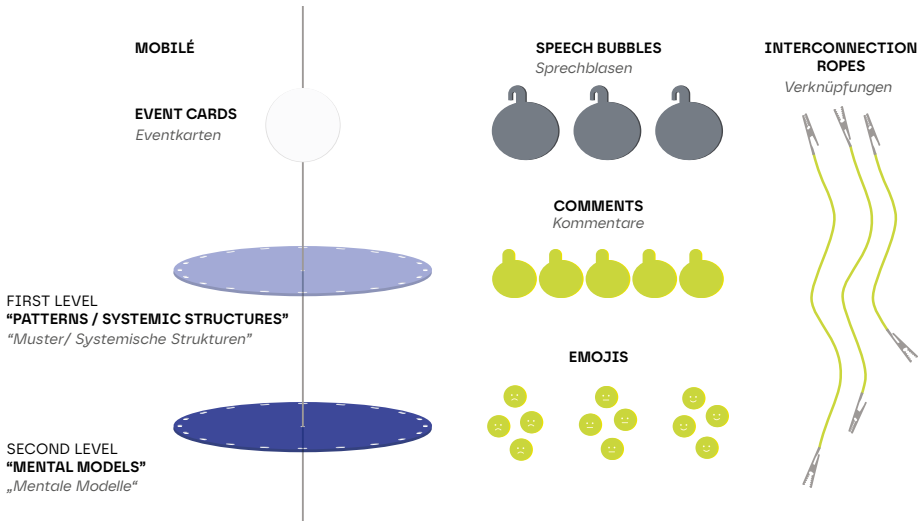 MOBILÉ
EVENT CARDS
Eventkarten
FIRST LEVEL
“PATTERNS / SYSTEMIC STRUCTURES”
“Muster/ Systemische Strukturen”
SECOND LEVEL
“MENTAL MODELS”
„Mentale Modelle“
SPEECH BUBBLES
Sprechblasen
COMMENTS
Kommentare
EMOJIS
INTERCONNECTION
ROPES
Verknüpfungen